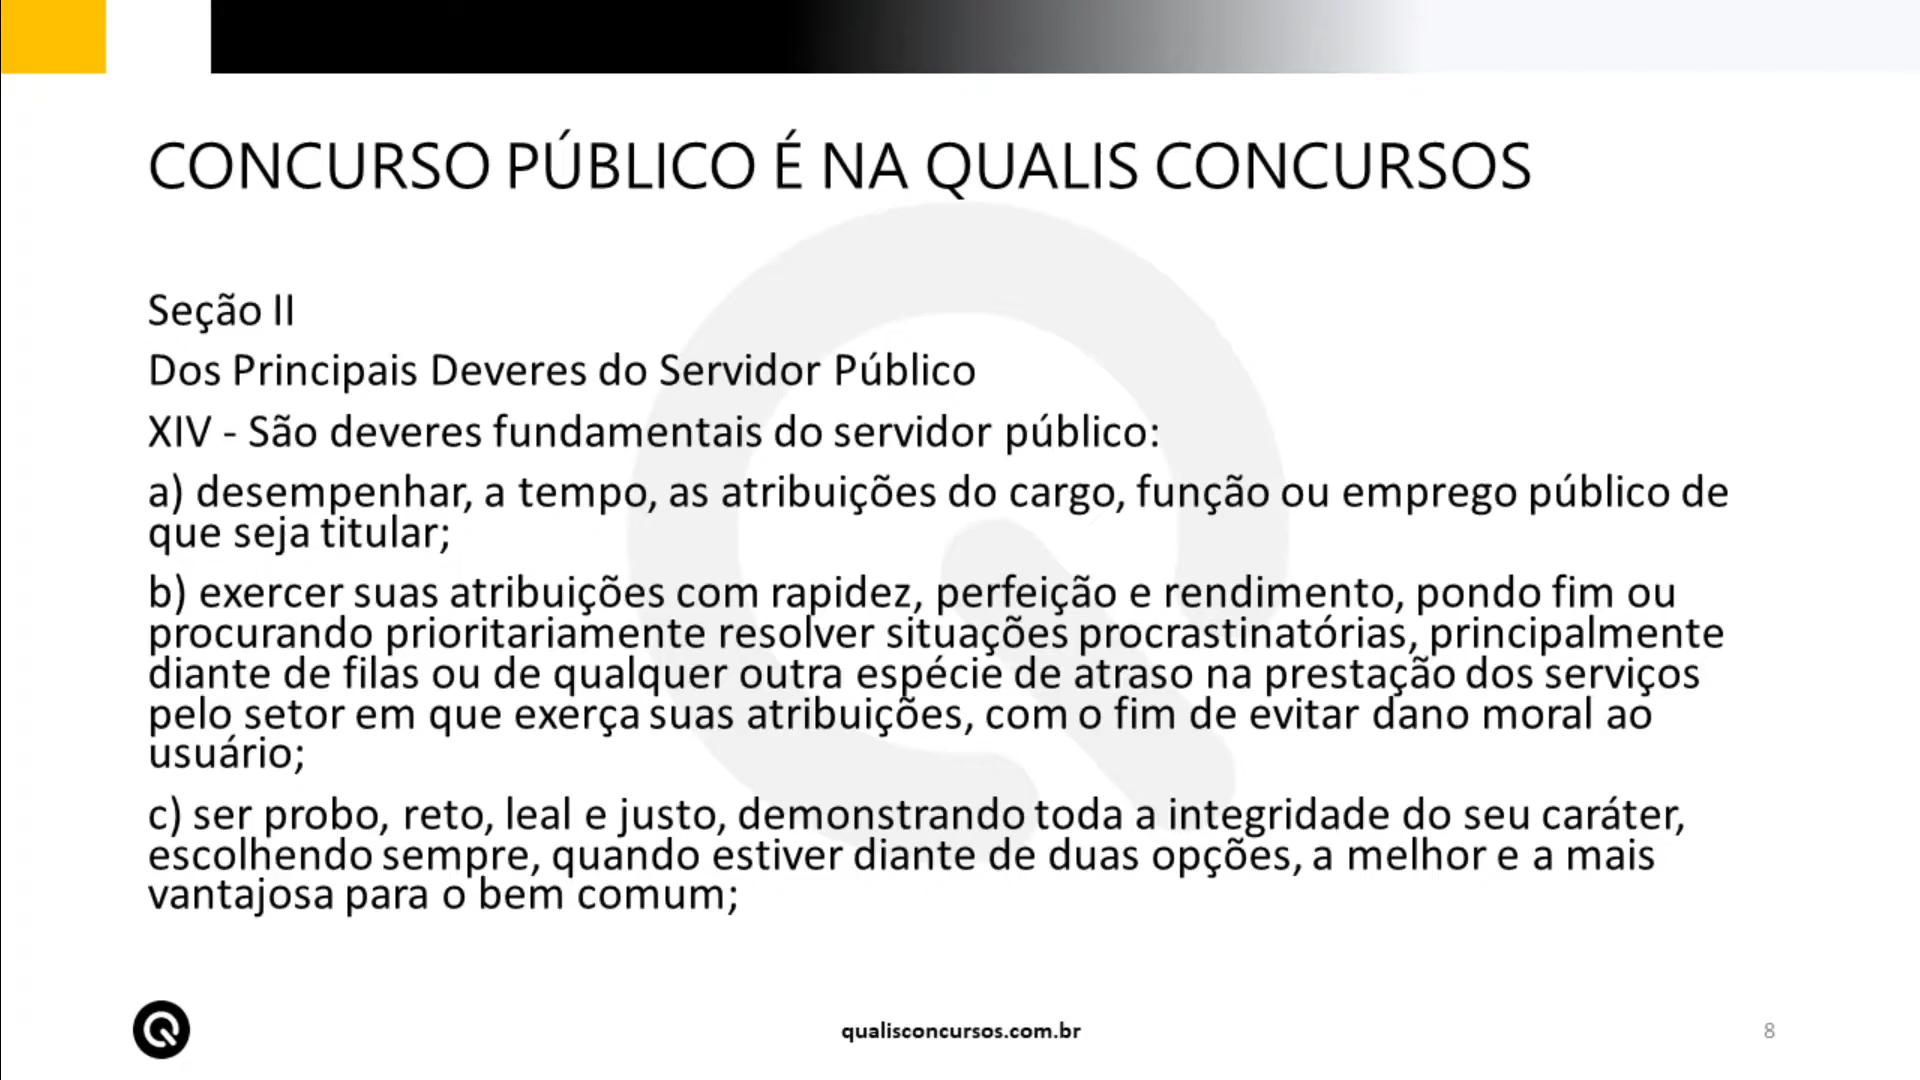 CONCURSO PÚBLICO É NA QUALIS CONCURSOS
Seção II
Dos Principais Deveres do Servidor Público
XIV - São deveres fundamentais do servidor público:
a) desempenhar, a tempo, as atribuições do cargo, função ou emprego público de
que seja titular;
b) exercer suas atribuições com rapidez, perfeição e rendimento, pondo fim ou
procurando prioritariamente resolver situações procrastinatórias, principalmente
diante de filas ou de qualquer outra espécie de atraso na prestação dos serviços
pelo setor em que exerça suas atribuições, com o fim de evitar dano moral ao
usuário;
c) ser probo, reto, leal e justo, demonstrando toda a integridade do seu caráter,
escolhendo sempre, quando estiver diante de duas opções, a melhor e a mais
vantajosa para o bem comum;
qualisconcursos.com.br
8